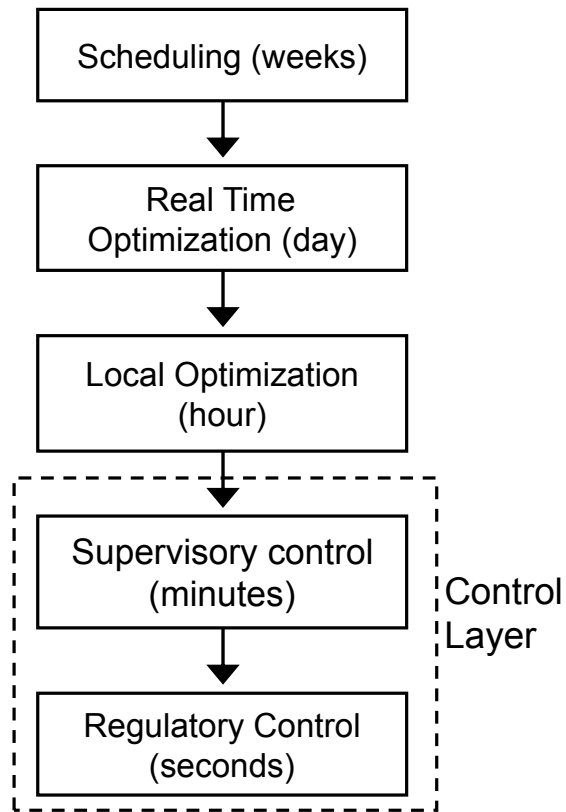 Scheduling (weeks)
Real Time
Optimization (day)
Local Optimization
(hour)
Supervisory control
(minutes)
Control
Layer
Regulatory Control
(seconds)